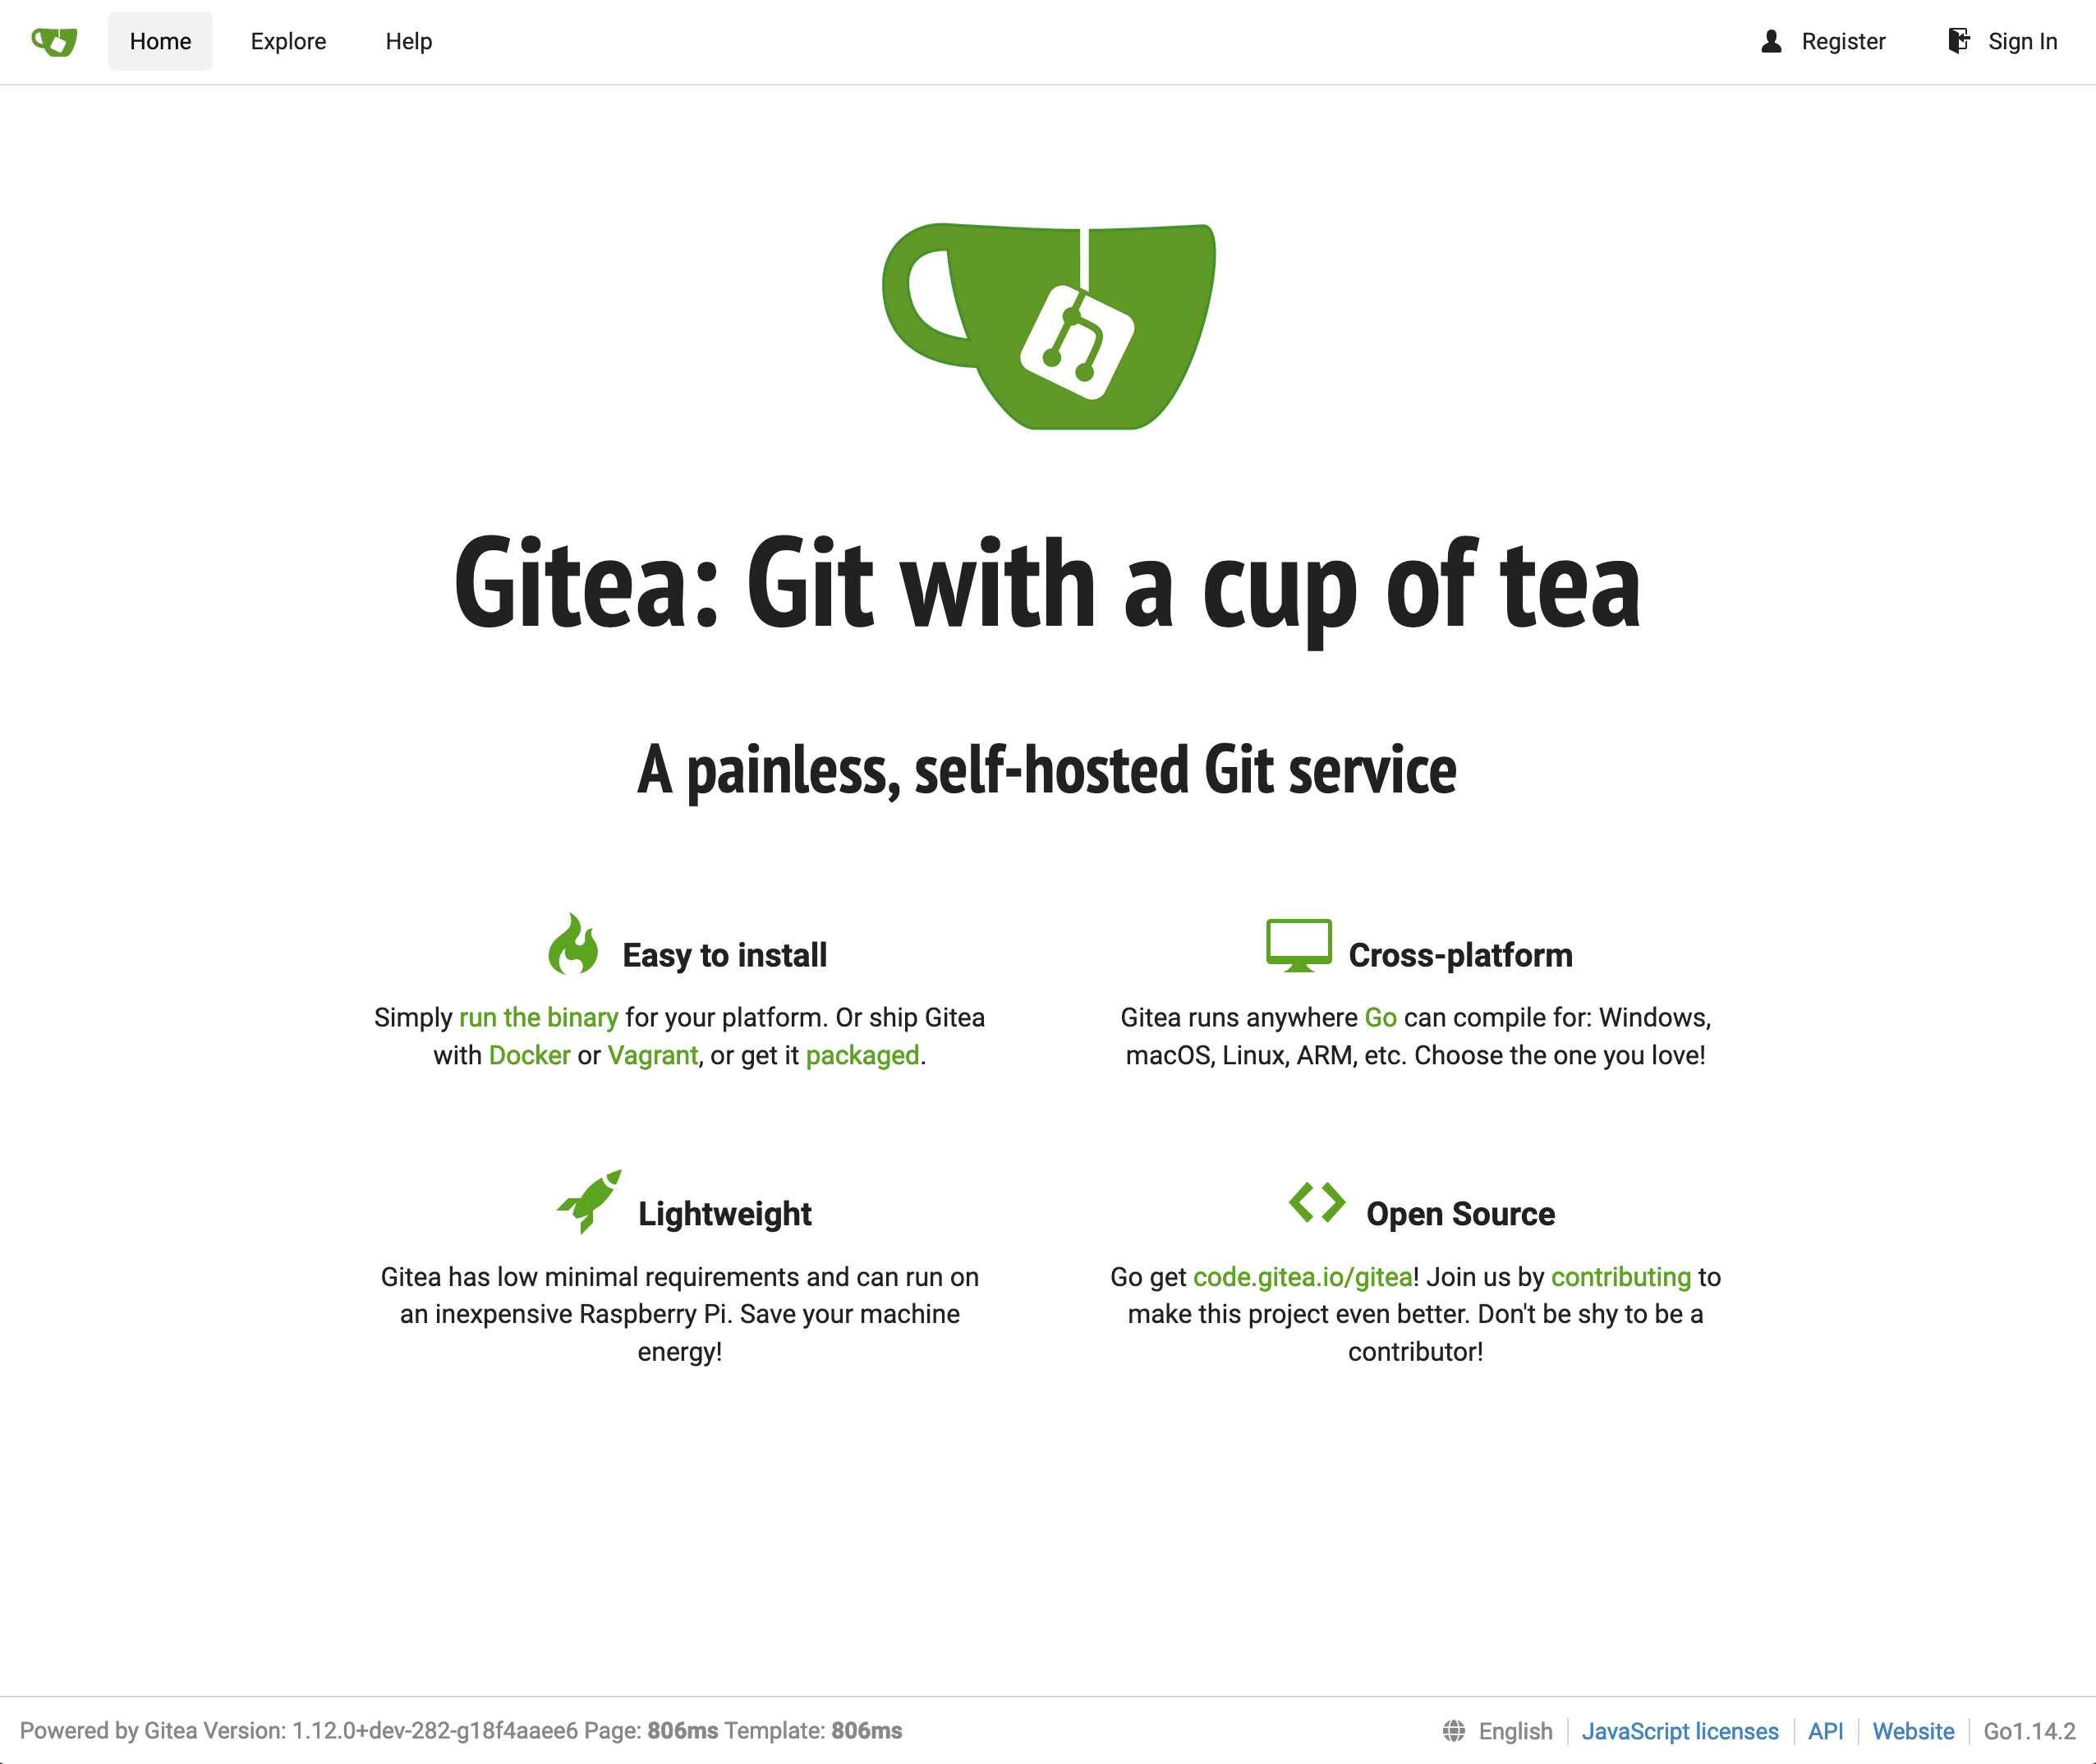 Home Explore Help Register Sign In
Gitea: Git with a cup of tea
A painless, self-hosted Git service
Easy to install
Simply run the binary for your platform. Or ship Gitea
with Docker or Vagrant, or get it packaged.
Cross-platform
Gitea runs anywhere Go can compile for: Windows,
macOS, Linux, ARM, etc. Choose the one you love!
Lightweight
Gitea has low minimal requirements and can run on
an inexpensive Raspberry Pi. Save your machine
energy!
Open Source
Go get code.gitea.io/gitea! Join us by contributing to
make this project even better. Don't be shy to be a
contributor!
Powered by Gitea Version: 1.12.0+dev-282-g18f4aaee6 Page: 806ms Template: 806ms English JavaScript licenses API Website Go1.14.2